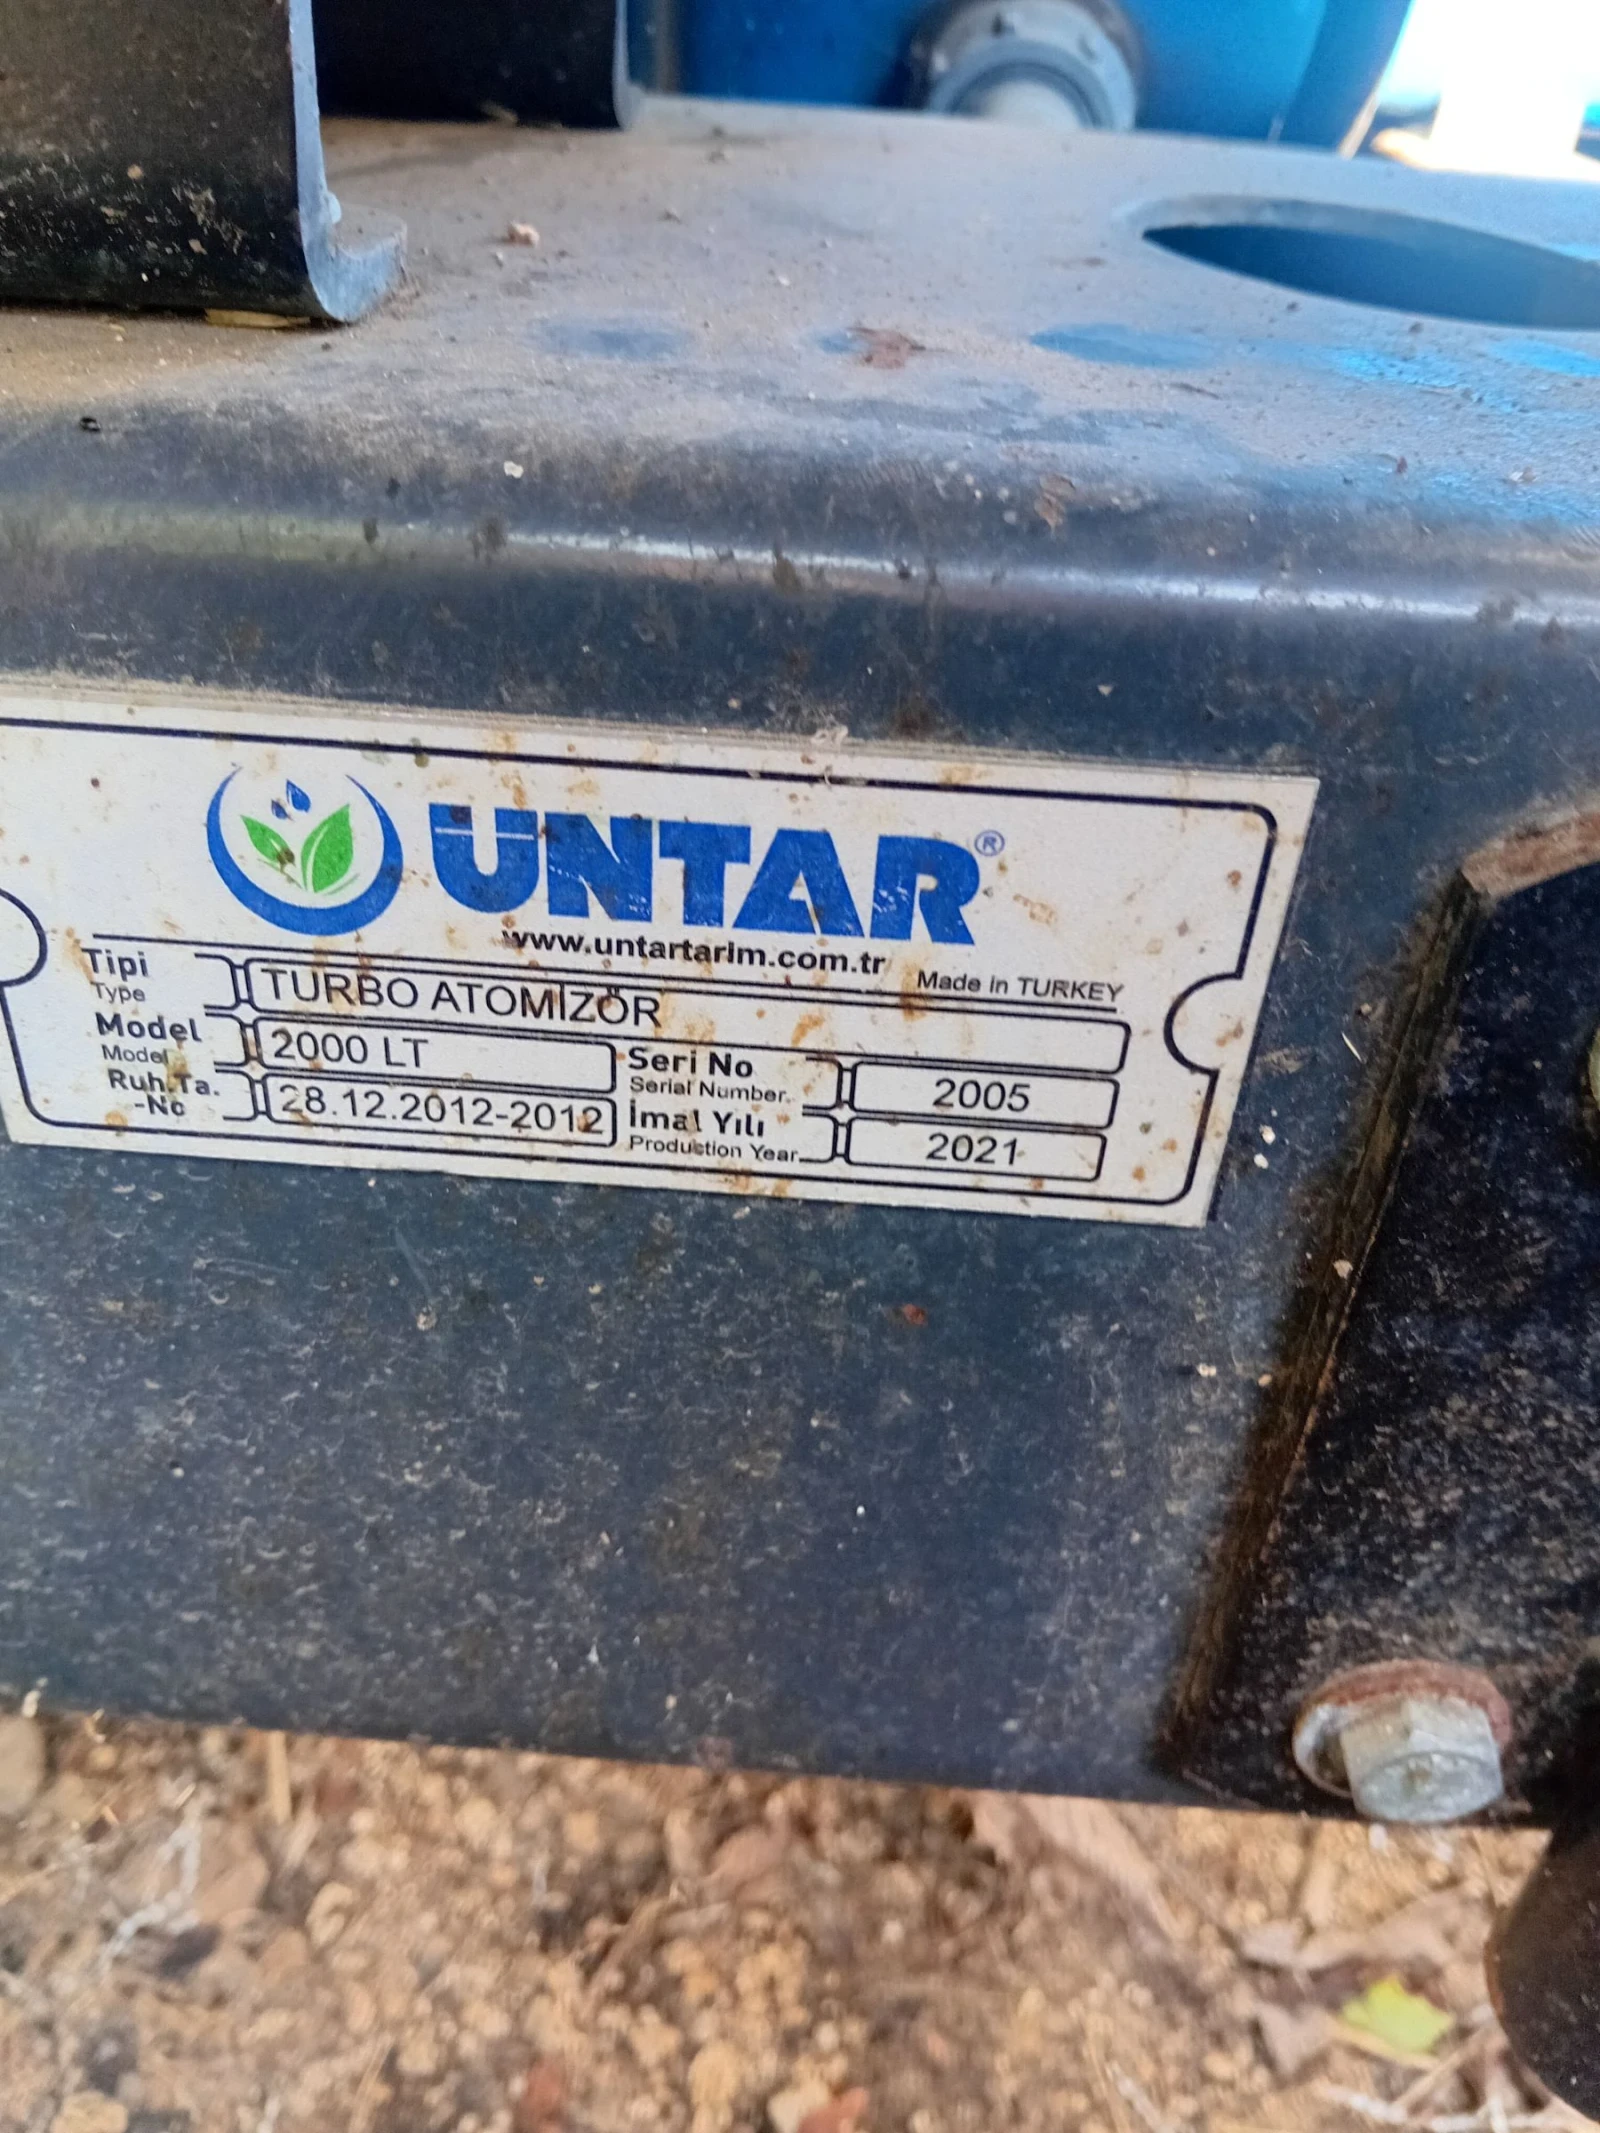 ÜNTAR®
www.untartarim.com.tr
Made in TURKEY
Tipi
Type
TURBO ATOMİZÖR
Model
Model
2000 LT
Seri No
Serial Number
2005
Ruh.Ta.
-No
28.12.2012-2012
İmal Yılı
Production Year
2021